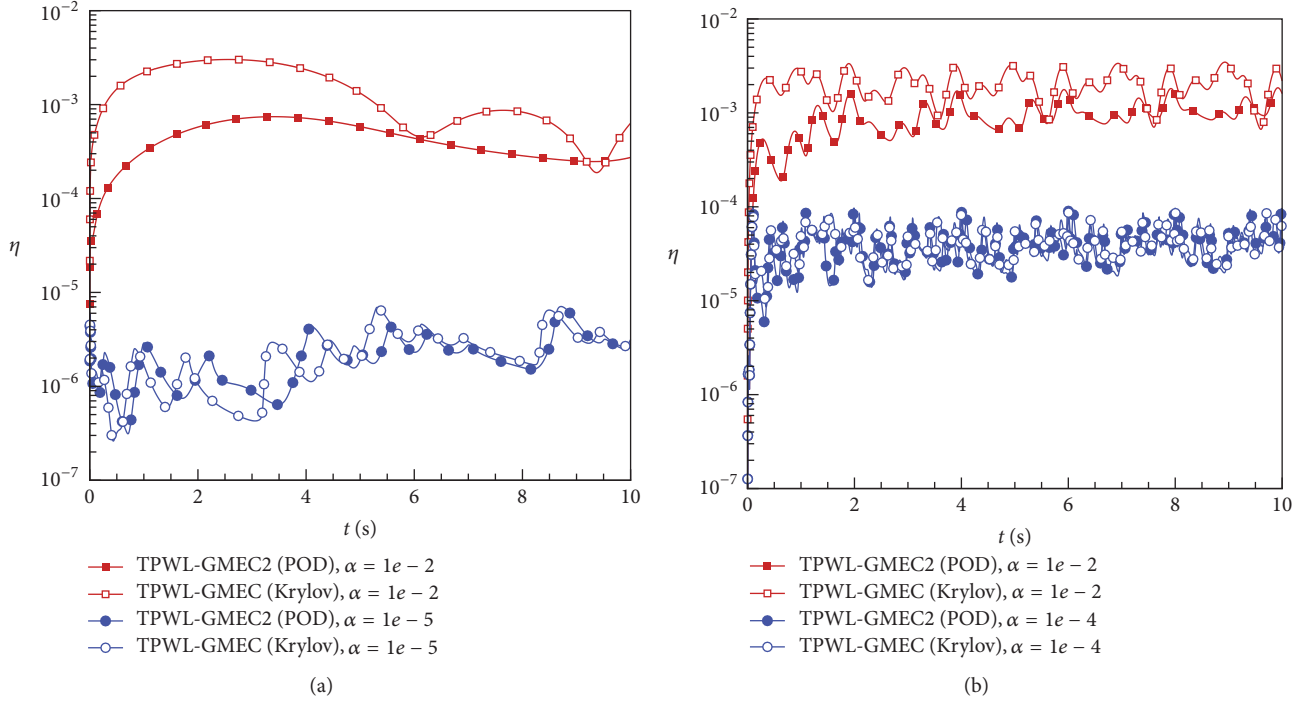 10−2
10−3
10−4
η
10−5
10−6
10−7
0 2 4 6 8 10
t (s)
TPWL-GMEC2 (POD), α = 1e − 2
TPWL-GMEC (Krylov), α = 1e − 2
TPWL-GMEC2 (POD), α = 1e − 5
TPWL-GMEC (Krylov), α = 1e − 5
(a)
10−2
10−3
10−4
η
10−5
10−6
10−7
0 2 4 6 8 10
t (s)
TPWL-GMEC2 (POD), α = 1e − 2
TPWL-GMEC (Krylov), α = 1e − 2
TPWL-GMEC2 (POD), α = 1e − 4
TPWL-GMEC (Krylov), α = 1e − 4
(b)